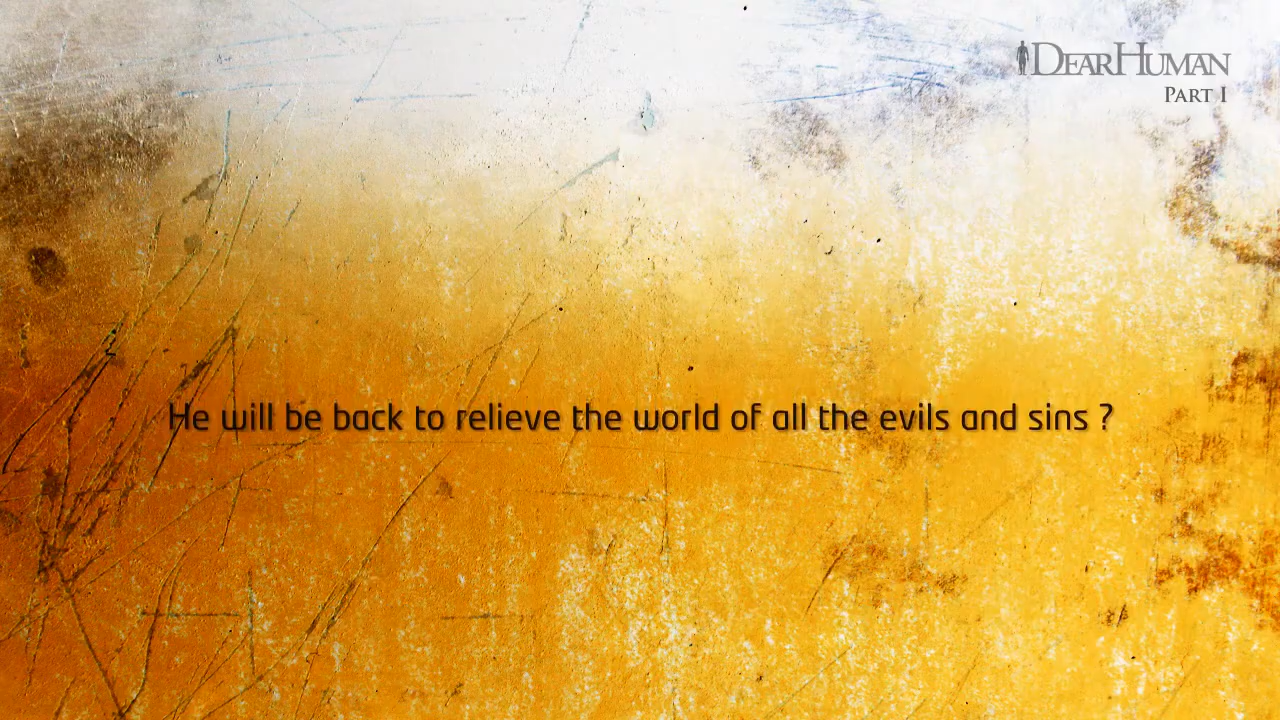 DEARHUMAN
PART I
He will be back to relieve the world of all the evils and sins ?